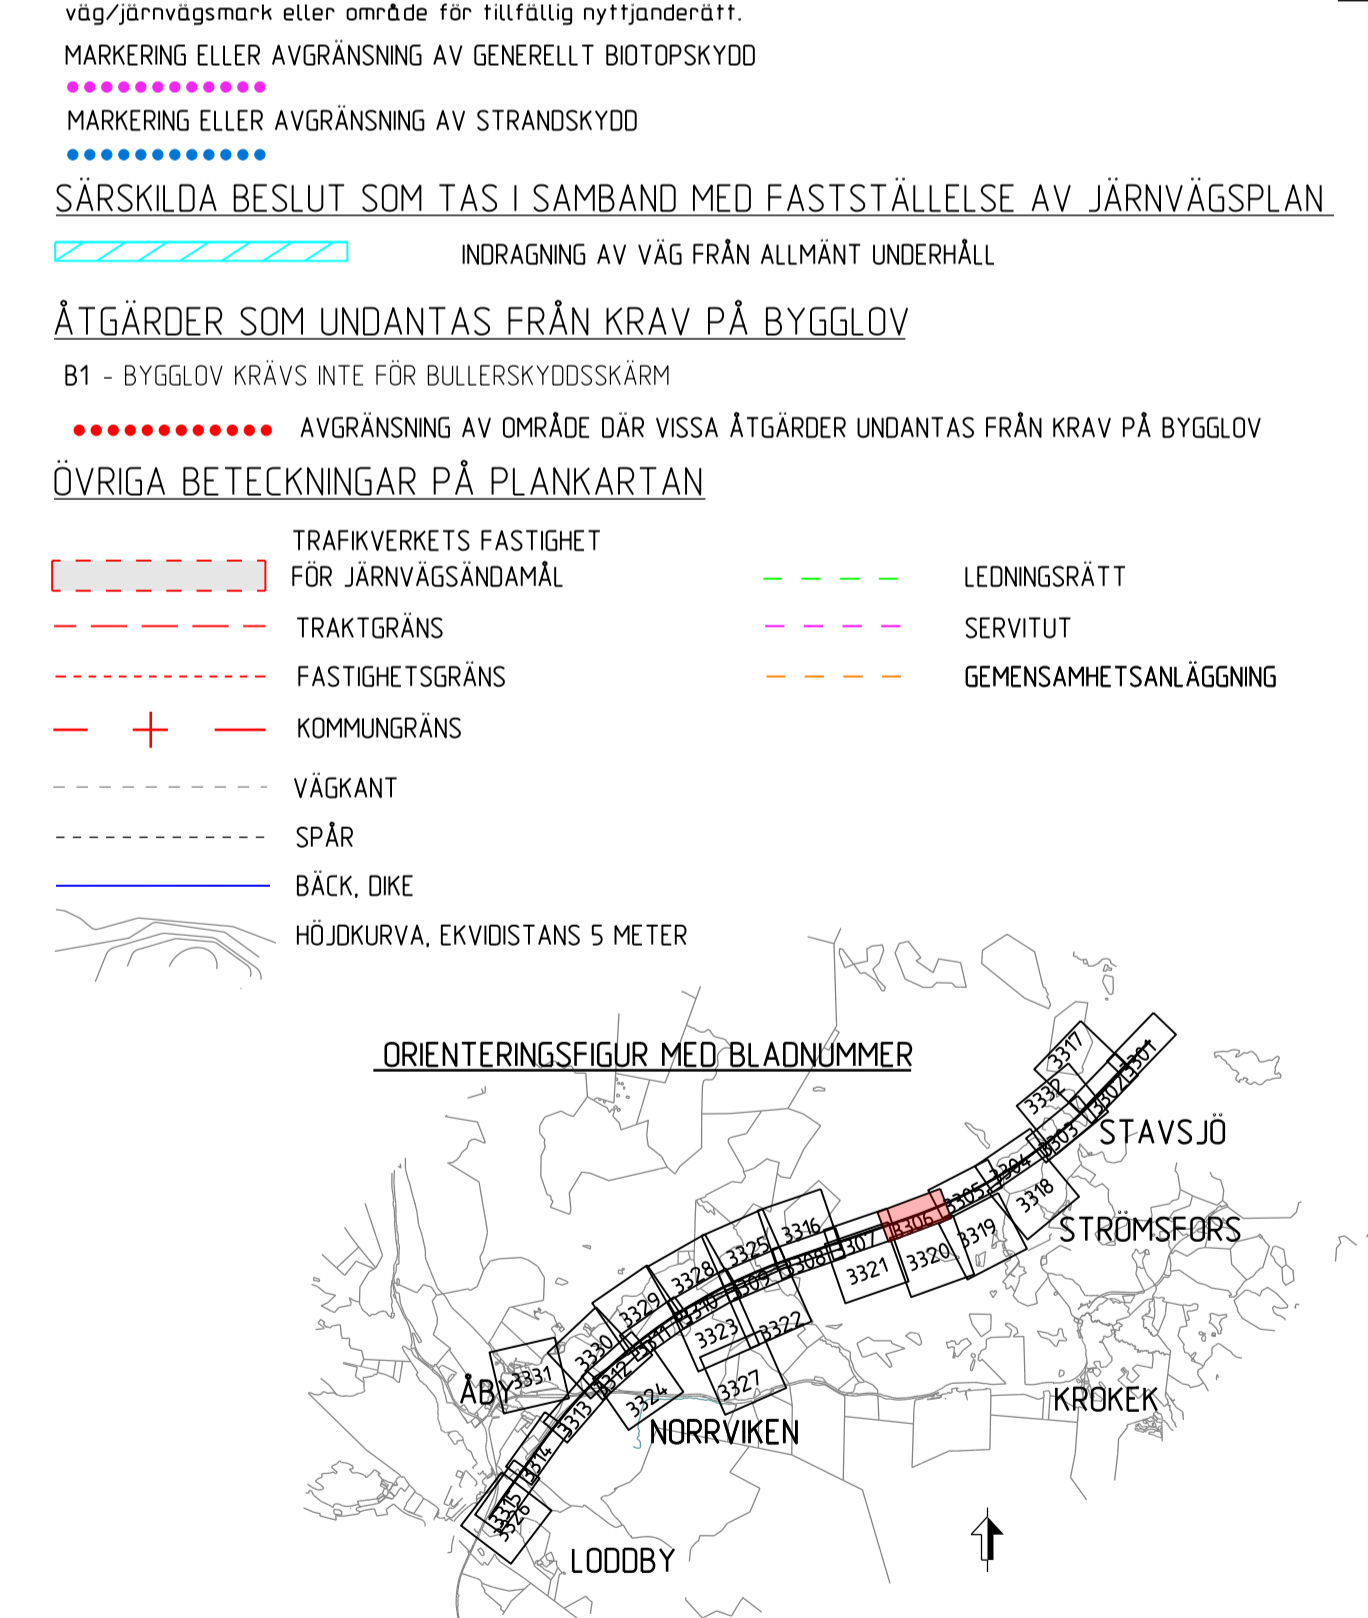 väg/järnvägsmark eller område för tillfällig nyttjanderätt.
MARKERING ELLER AVGRÄNSNING AV GENERELLT BIOTOPSKYDD
MARKERING ELLER AVGRÄNSNING AV STRANDSKYDD
SÄRSKILDA BESLUT SOM TAS I SAMBAND MED FASTSTÄLLELSE AV JÄRNVÄGSPLAN
INDRAGNING AV VÄG FRÅN ALLMÄNT UNDERHÅLL
ÅTGÄRDER SOM UNDANTAS FRÅN KRAV PÅ BYGGLOV
B1 - BYGGLOV KRÄVS INTE FÖR BULLERSKYDDSSKÄRM
AVGRÄNSNING AV OMRÅDE DÄR VISSA ÅTGÄRDER UNDANTAS FRÅN KRAV PÅ BYGGLOV
ÖVRIGA BETECKNINGAR PÅ PLANKARTAN
TRAFIKVERKETS FASTIGHET
FÖR JÄRNVÄGSÄNDAMÅL
TRAKTGRÄNS
FASTIGHETSGRÄNS
KOMMUNGRÄNS
VÄGKANT
SPÅR
BÄCK, DIKE
HÖJDKURVA, EKVIDISTANS 5 METER
LEDNINGSRÄTT
SERVITUT
GEMENSAMHETSANLÄGGNING
ORIENTERINGSFIGUR MED BLADNUMMER
3317
3301
3332
3302
3303
STAVSJÖ
3304
3305
3318
3306
3316
3319
STRÖMSFORS
3307
3325
3308
3320
3321
3328
3309
3329
3310
3323
3322
3311
3330
3312
3331
ÅBY
3327
3324
KROKEK
3313
NORRVIKEN
3314
3315
3326
LODDBY